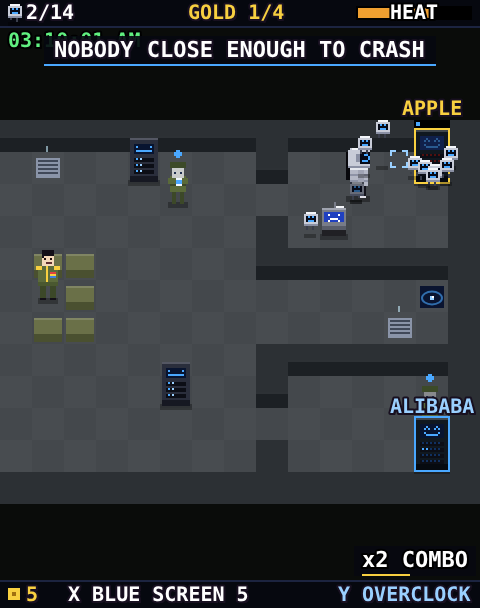 2/14 GOLD 1/4 HEAT
NOBODY CLOSE ENOUGH TO CRASH
APPLE
ALIBABA
x2 COMBO
5 X BLUE SCREEN 5 Y OVERCLOCK